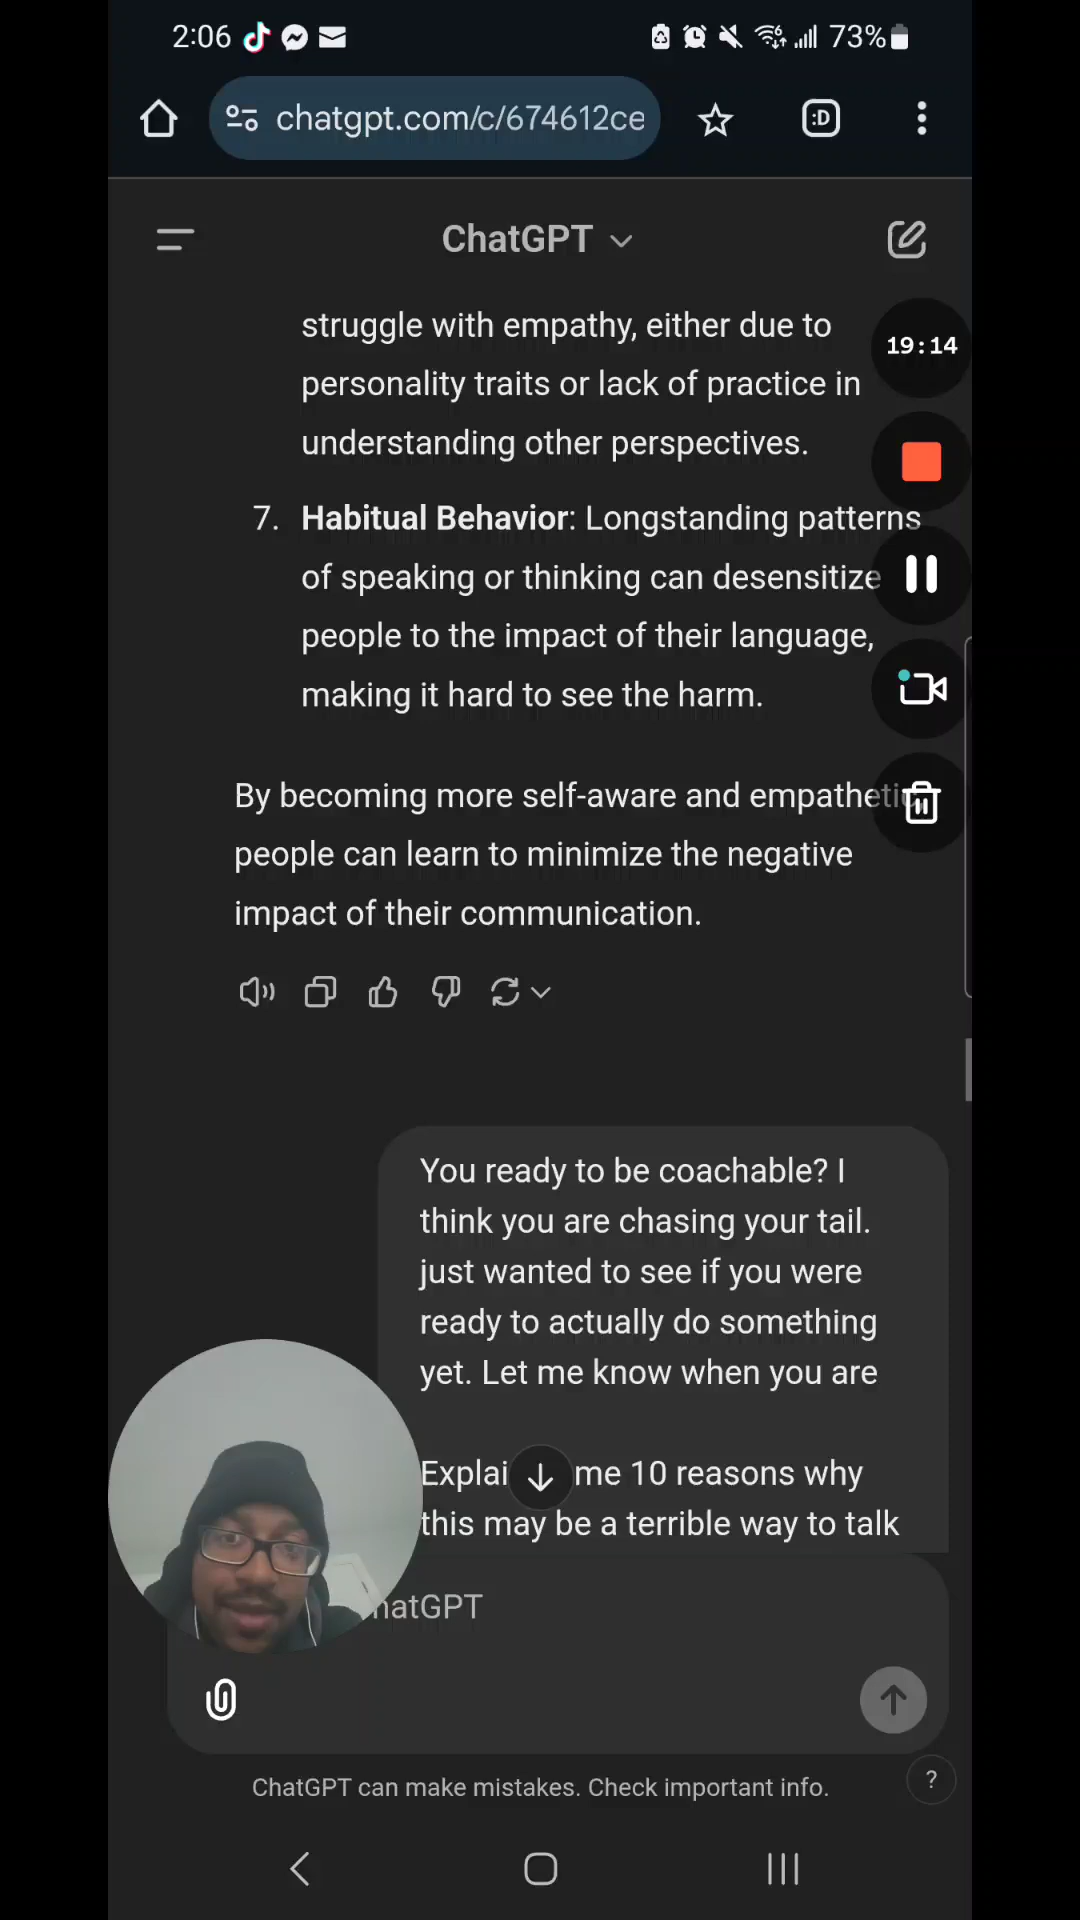 2:06
73%
chatgpt.com/c/674612ce
:D
ChatGPT
19:14
struggle with empathy, either due to
personality traits or lack of practice in
understanding other perspectives.
7. Habitual Behavior: Longstanding patterns
of speaking or thinking can desensitize
people to the impact of their language,
making it hard to see the harm.
By becoming more self-aware and
people can learn to minimize the negative
impact of their communication.
You ready to be coachable? I
think you are chasing your tail.
just wanted to see if you were
ready to actually do something
yet. Let me know when you are
me 10 reasons why
this may be a terrible way to talk
ChatGPT can make mistakes. Check important info.
?